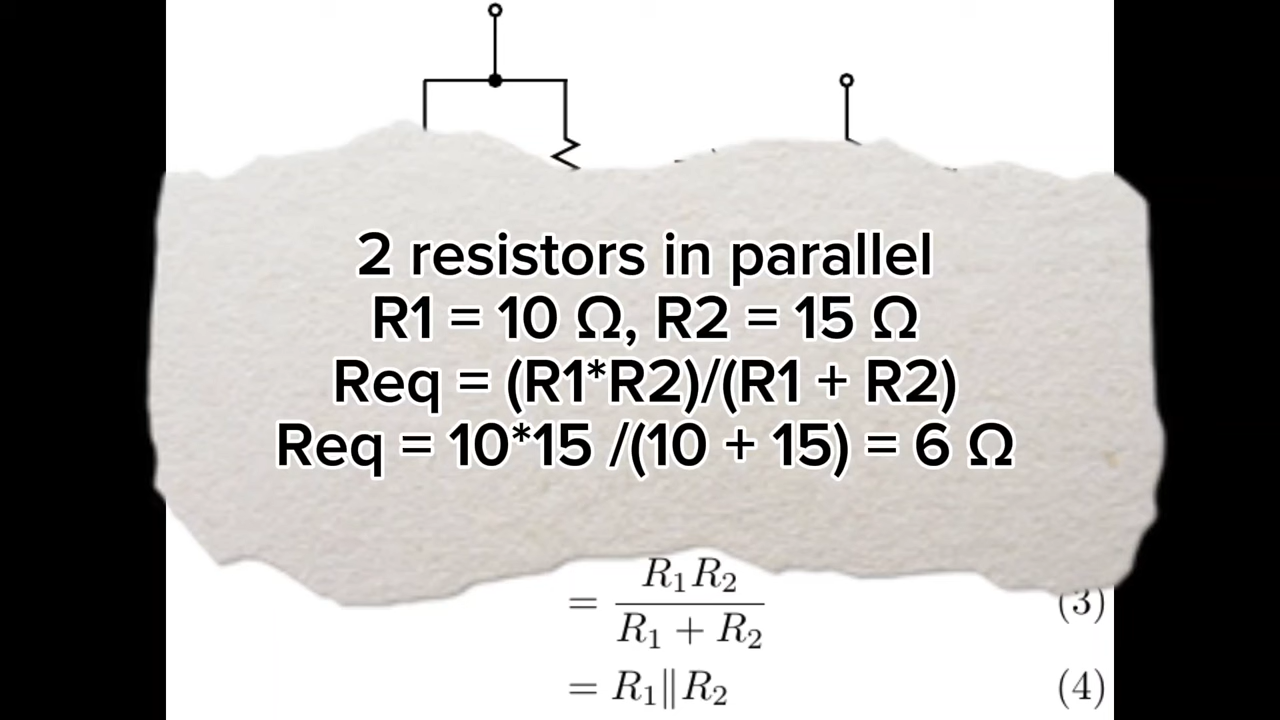 2 resistors in parallel
R1 = 10 Ω, R2 = 15 Ω
Req = (R1*R2)/(R1 + R2)
Req = 10*15 /(10 + 15) = 6 Ω
= R₁R₂ / (R₁ + R₂) (3)
= R₁∥R₂ (4)